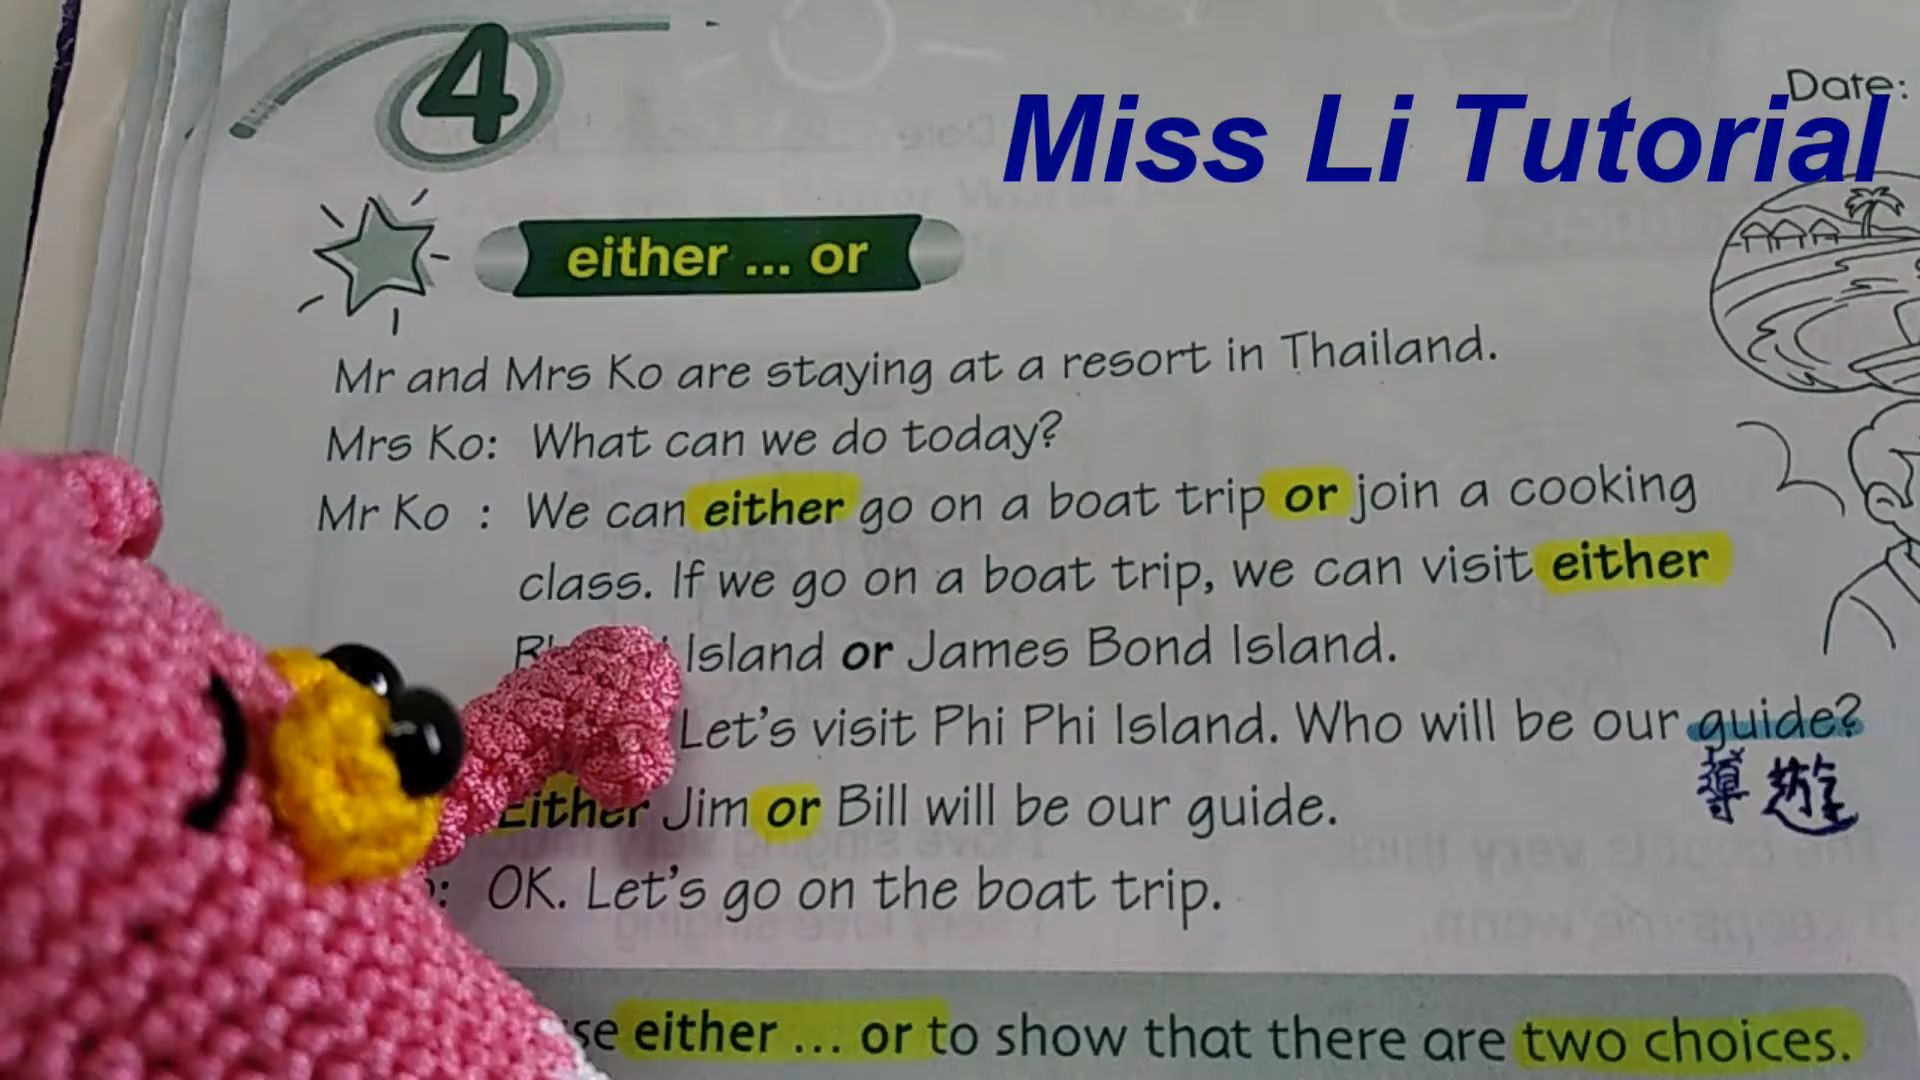 4
Date:
Miss Li Tutorial
either ... or
Mr and Mrs Ko are staying at a resort in Thailand.
Mrs Ko: What can we do today?
Mr Ko : We can either go on a boat trip or join a cooking
class. If we go on a boat trip, we can visit either
Island or James Bond Island.
Let's visit Phi Phi Island. Who will be our guide?
導遊
Either Jim or Bill will be our guide.
OK. Let's go on the boat trip.
either ... or to show that there are two choices.